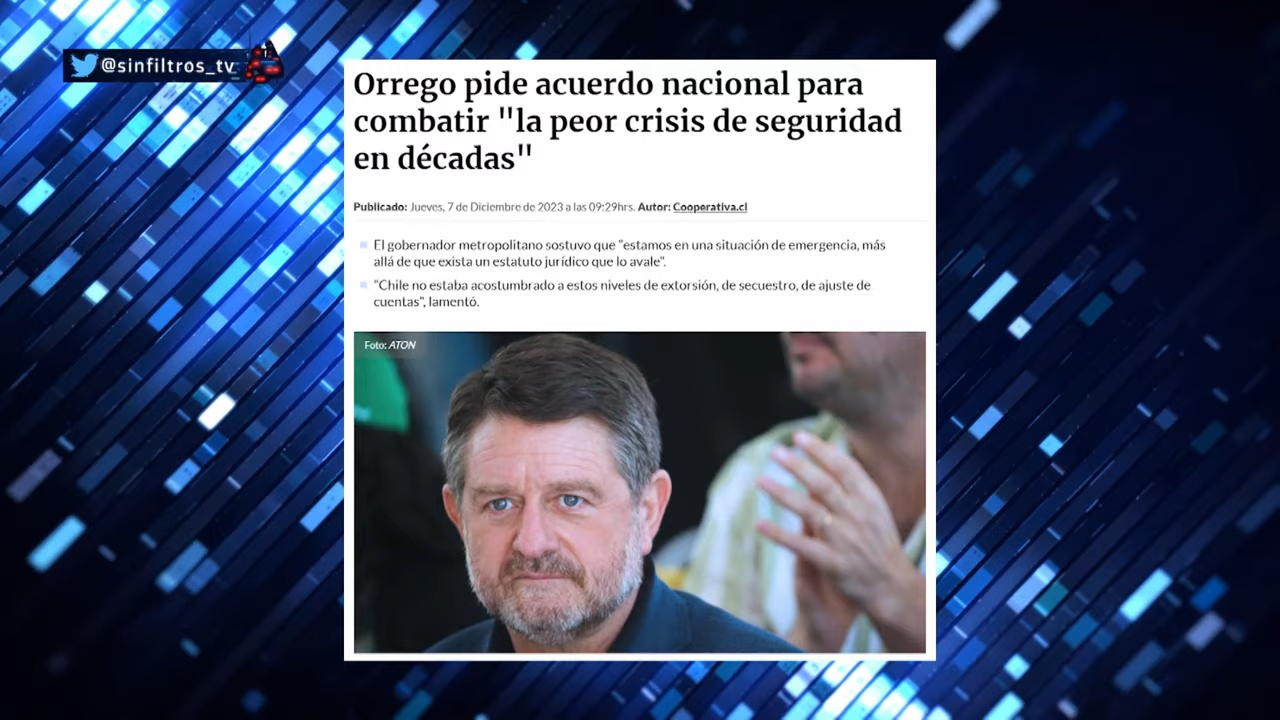 @sinfiltros_tv
Orrego pide acuerdo nacional para
combatir "la peor crisis de seguridad
en décadas"
Publicado: Jueves, 7 de Diciembre de 2023 a las 09:29hrs. Autor: Cooperativa.cl
El gobernador metropolitano sostuvo que "estamos en una situación de emergencia, más
allá de que exista un estatuto jurídico que lo avale".
"Chile no estaba acostumbrado a estos niveles de extorsión, de secuestro, de ajuste de
cuentas", lamentó.
Foto: ATON